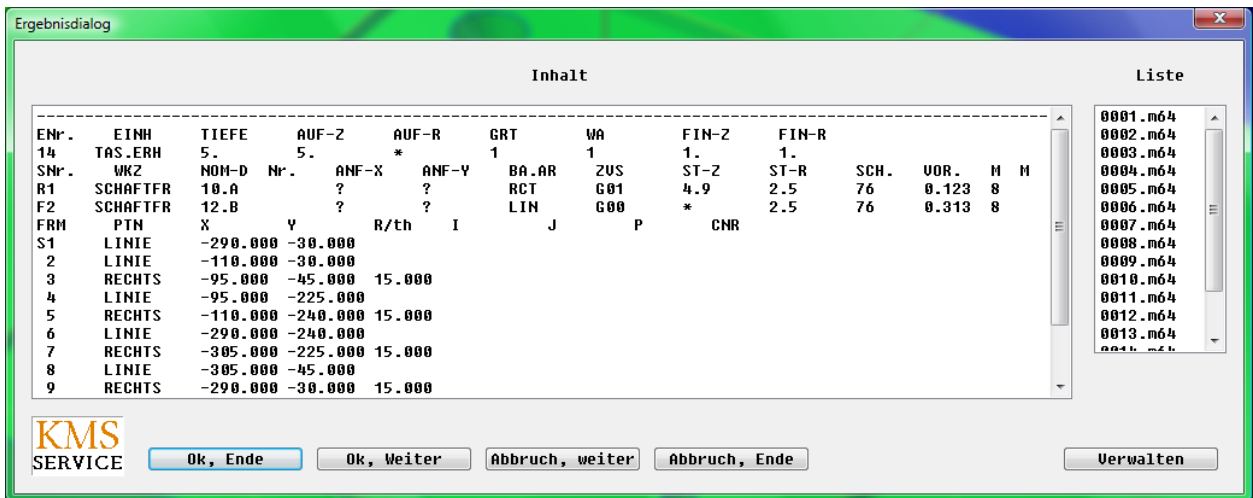 Ergebnisdialog
Inhalt
Liste
ENr. EINH TIEFE AUF-Z AUF-R GRT WA FIN-Z FIN-R
14 TAS.ERH 5. 5. * 1 1 1. 1.
SNr. WKZ NOM-D Nr. ANF-X ANF-Y BA.AR ZVS ST-Z ST-R SCH. VOR. M M
R1 SCHAFTFR 10.A ? ? RCT G01 4.9 2.5 76 0.123 8
F2 SCHAFTFR 12.B ? ? LIN G00 * 2.5 76 0.313 8
FRM PTN X Y R/th I J P CNR
S1 LINIE -290.000 -30.000
2 LINIE -110.000 -30.000
3 RECHTS -95.000 -45.000 15.000
4 LINIE -95.000 -225.000
5 RECHTS -110.000 -240.000 15.000
6 LINIE -290.000 -240.000
7 RECHTS -305.000 -225.000 15.000
8 LINIE -305.000 -45.000
9 RECHTS -290.000 -30.000 15.000
0001.m64
0002.m64
0003.m64
0004.m64
0005.m64
0006.m64
0007.m64
0008.m64
0009.m64
0010.m64
0011.m64
0012.m64
0013.m64
KMS
SERVICE
Ok, Ende
Ok, Weiter
Abbruch, weiter
Abbruch, Ende
Verwalten